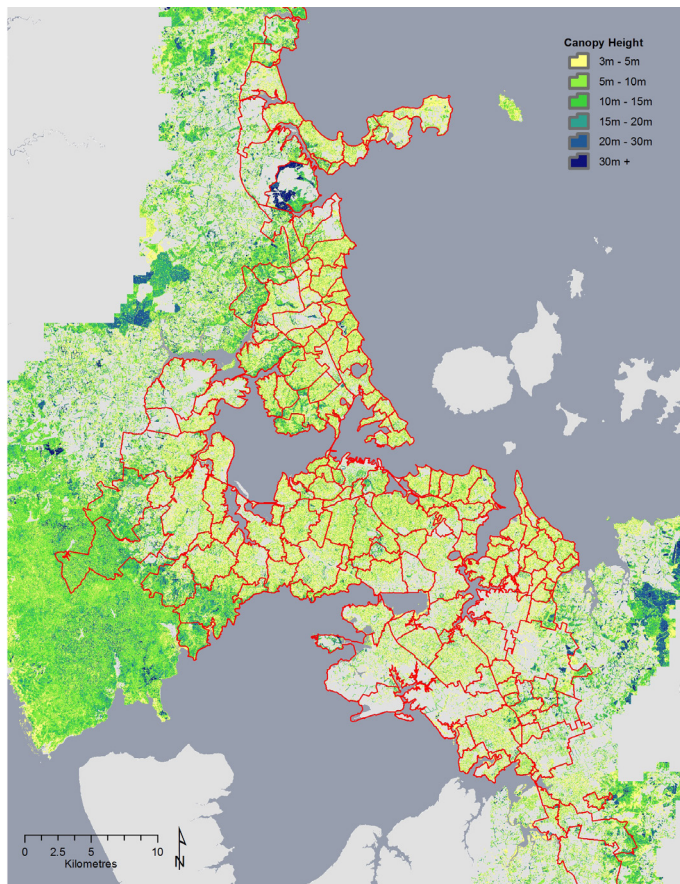 Canopy Height
3m - 5m
5m - 10m
10m - 15m
15m - 20m
20m - 30m
30m +
0 2.5 5 10
Kilometres
N